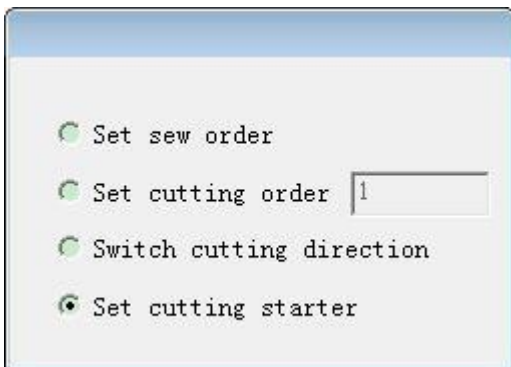 Set sew order
Set cutting order 1
Switch cutting direction
Set cutting starter